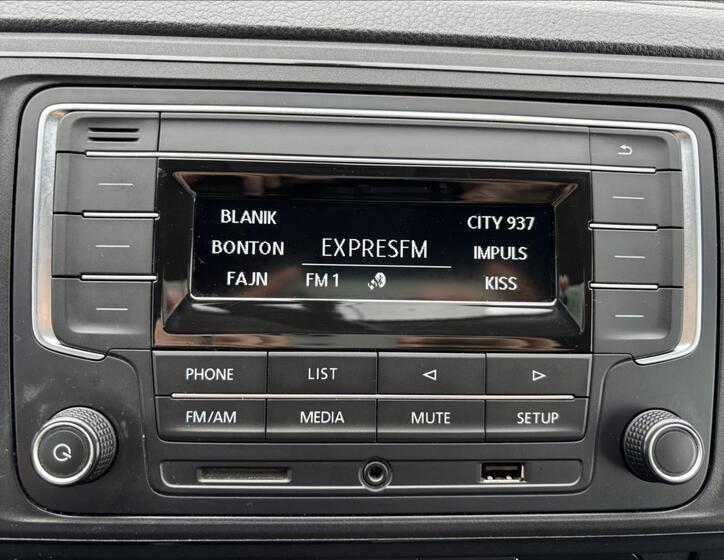 BLANIK CITY 937
BONTON EXPRESFM IMPULS
FAJN FM 1 KISS
PHONE LIST
FM/AM MEDIA MUTE SETUP